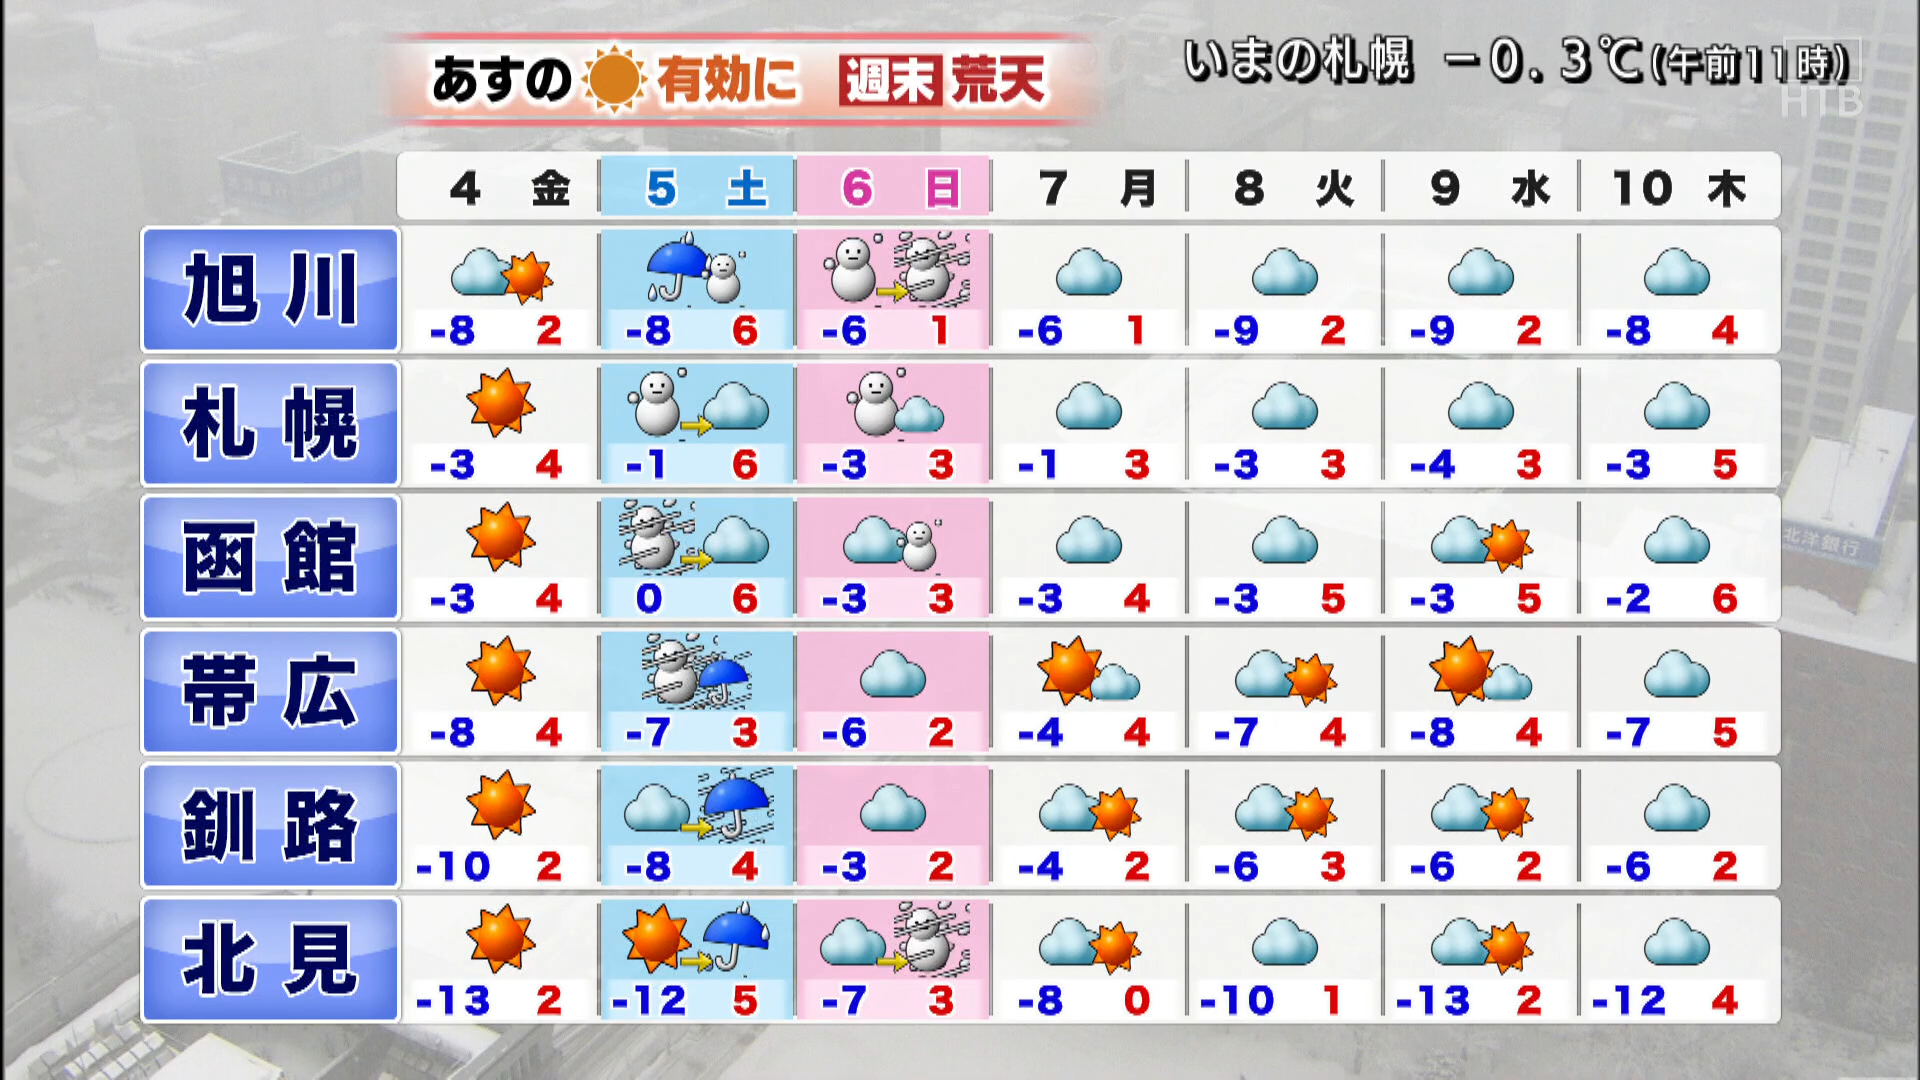 あすの 有効に 週末 荒天
いまの札幌 -0.3℃(午前11時)
HTB
4 金 5 土 6 日 7 月 8 火 9 水 10 木
旭川 -8 2 -8 6 -6 1 -6 1 -9 2 -9 2 -8 4
札幌 -3 4 -1 6 -3 3 -1 3 -3 3 -4 3 -3 5
函館 -3 4 0 6 -3 3 -3 4 -3 5 -3 5 -2 6
北洋銀行
帯広 -8 4 -7 3 -6 2 -4 4 -7 4 -8 4 -7 5
釧路 -10 2 -8 4 -3 2 -4 2 -6 3 -6 2 -6 2
北見 -13 2 -12 5 -7 3 -8 0 -10 1 -13 2 -12 4